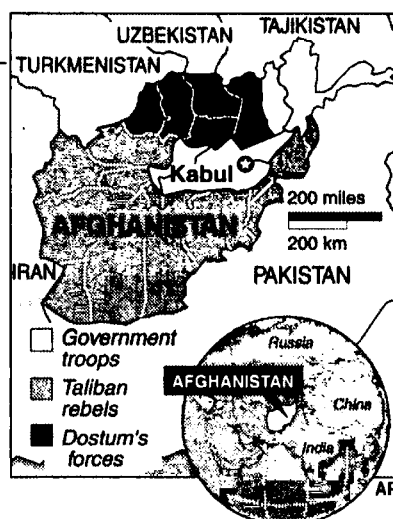 UZBEKISTAN
TAJIKISTAN
TURKMENISTAN
Kabul
200 miles
200 km
AFGHANISTAN
IRAN
PAKISTAN
Government
troops
Taliban
rebels
Dostum's
forces
Russia
AFGHANISTAN
China
India
AF